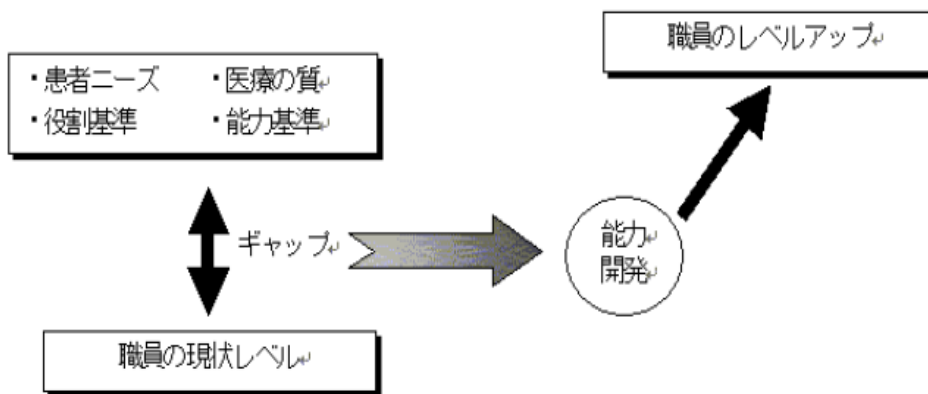 職員のレベルアップ
・患者ニーズ ・医療の質
・役割基準 ・能力基準
ギャップ
能力
開発
職員の現状レベル